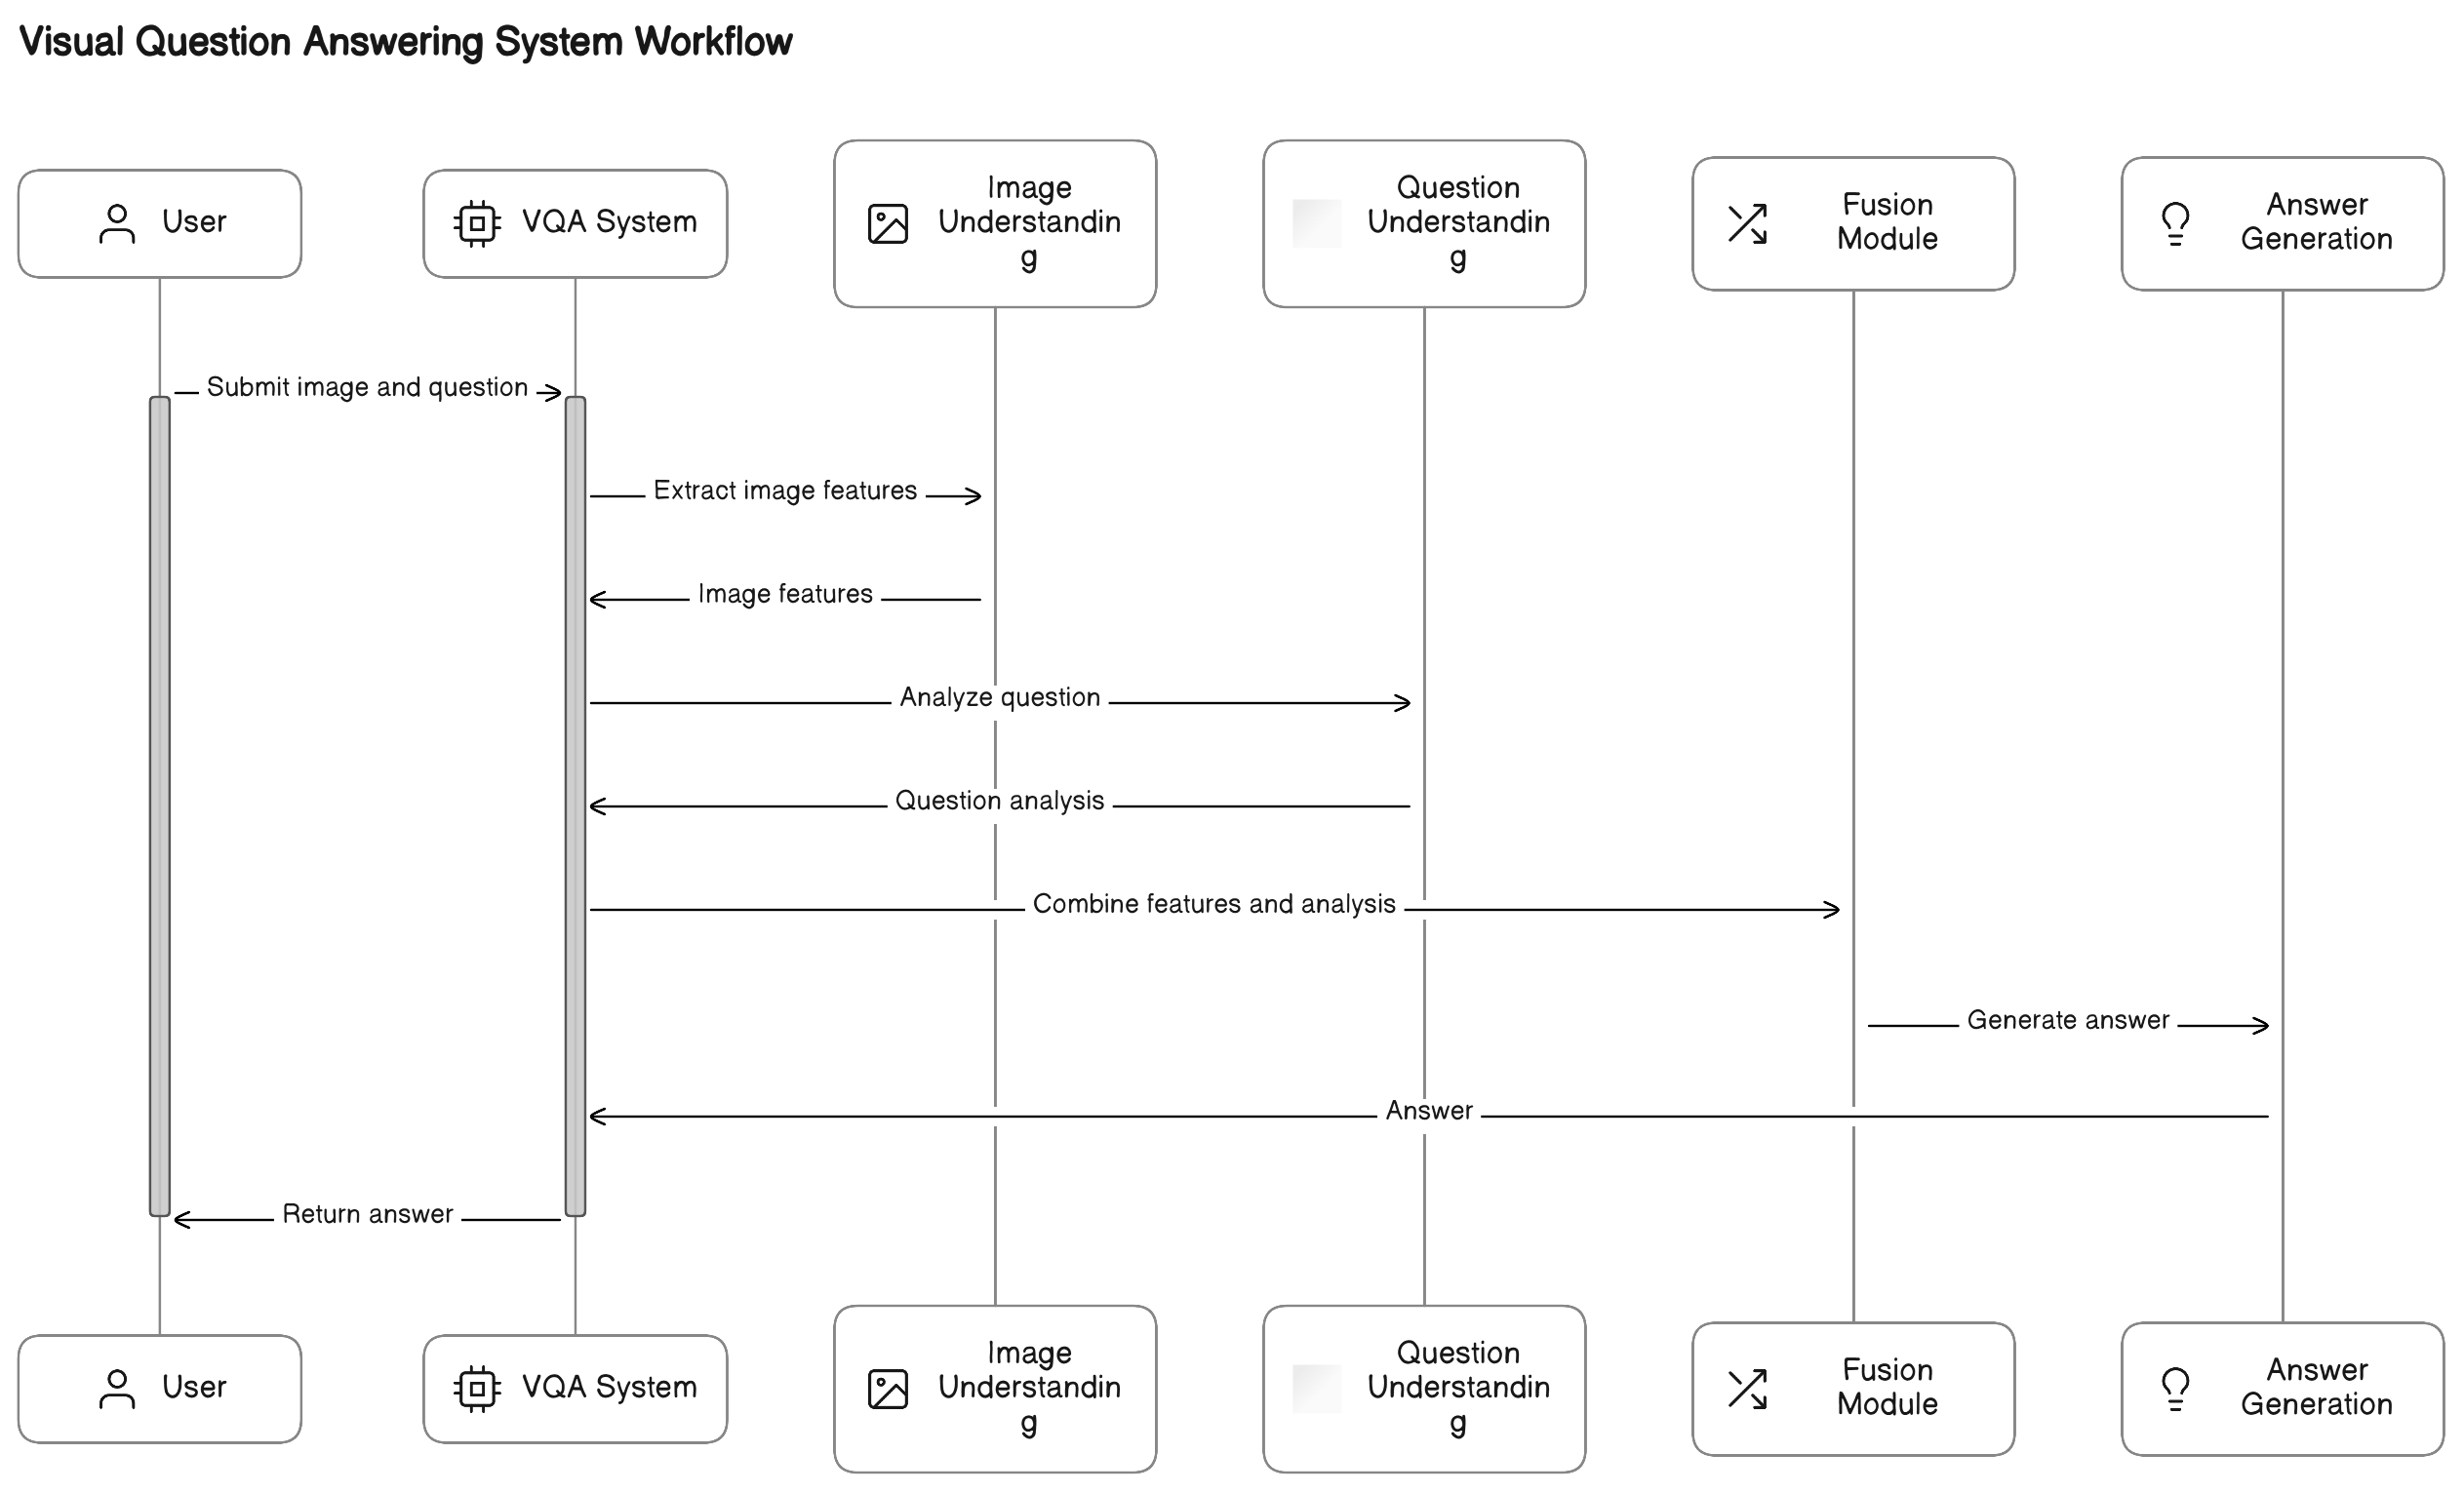 Visual Question Answering System Workflow
User
VQA System
Image
Understandin
g
Question
Understandin
g
Fusion
Module
Answer
Generation
Submit image and question
Extract image features
Image features
Analyze question
Question analysis
Combine features and analysis
Generate answer
Answer
Return answer
User
VQA System
Image
Understandin
g
Question
Understandin
g
Fusion
Module
Answer
Generation